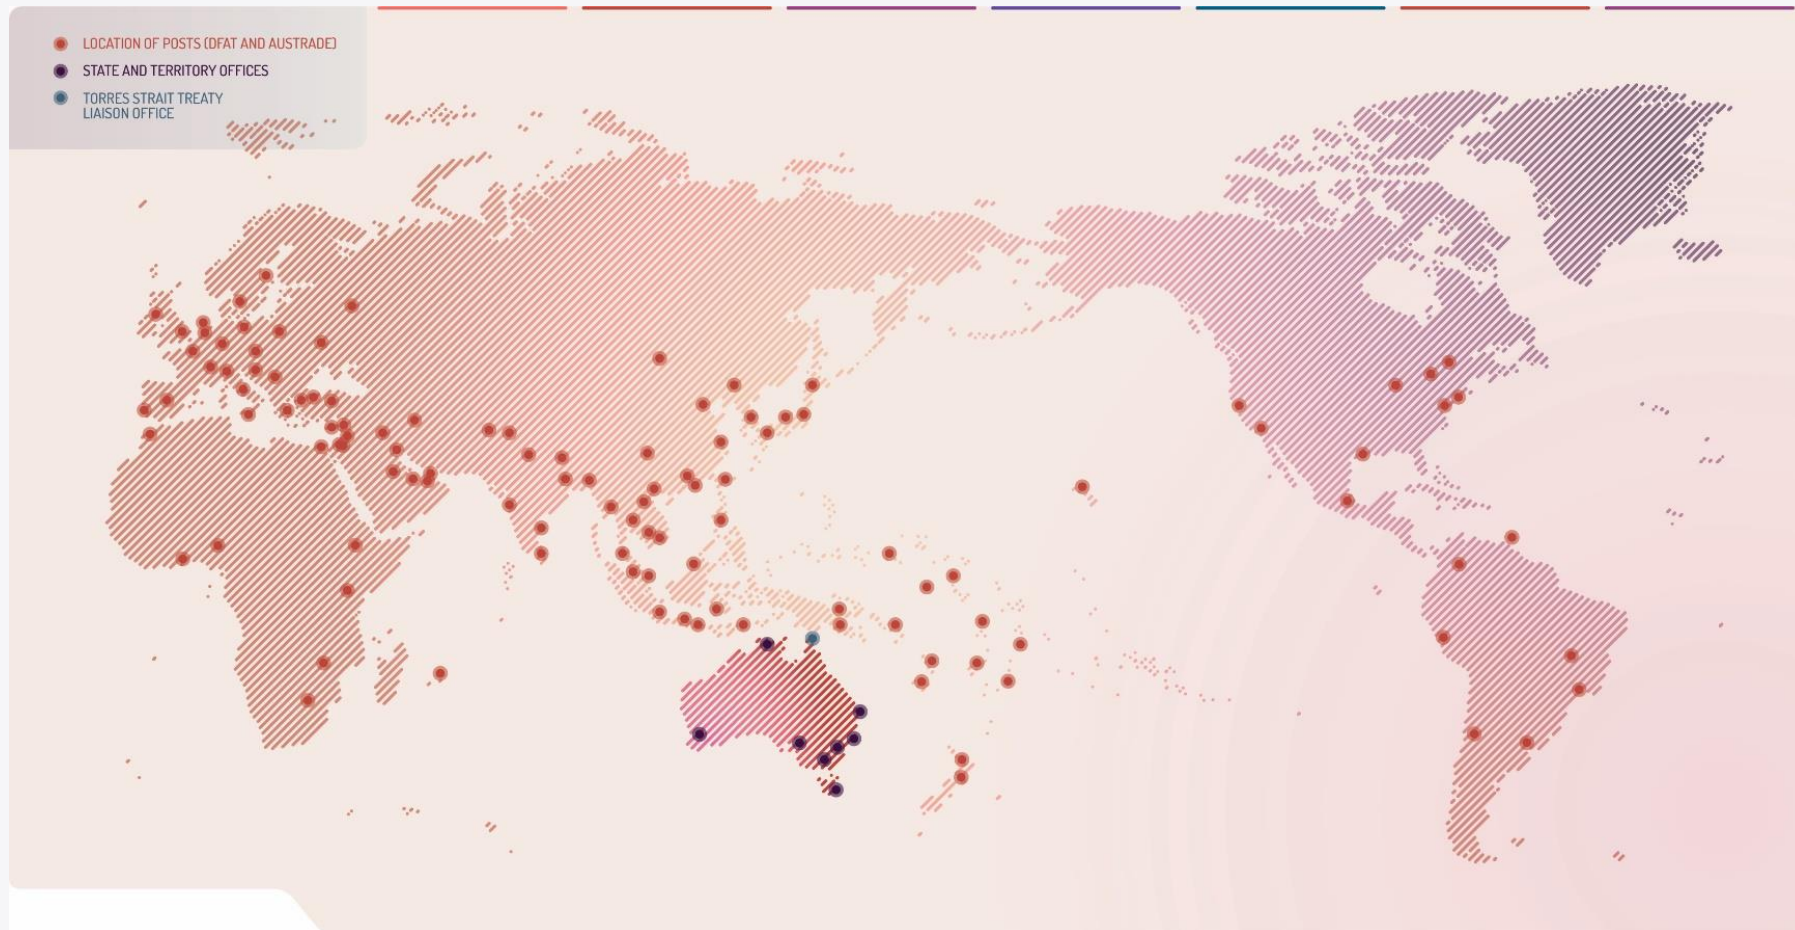 LOCATION OF POSTS (DFAT AND AUSTRADE)
STATE AND TERRITORY OFFICES
TORRES STRAIT TREATY
LIAISON OFFICE